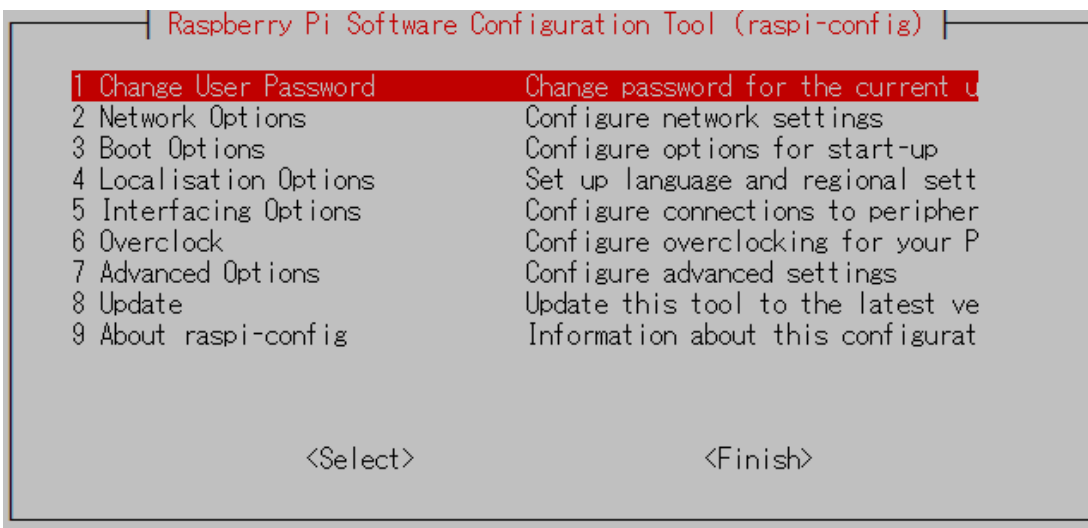 Raspberry Pi Software Configuration Tool (raspi-config)
1 Change User Password Change password for the current u
2 Network Options Configure network settings
3 Boot Options Configure options for start-up
4 Localisation Options Set up language and regional sett
5 Interfacing Options Configure connections to peripher
6 Overclock Configure overclocking for your P
7 Advanced Options Configure advanced settings
8 Update Update this tool to the latest ve
9 About raspi-config Information about this configurat
<Select> <Finish>